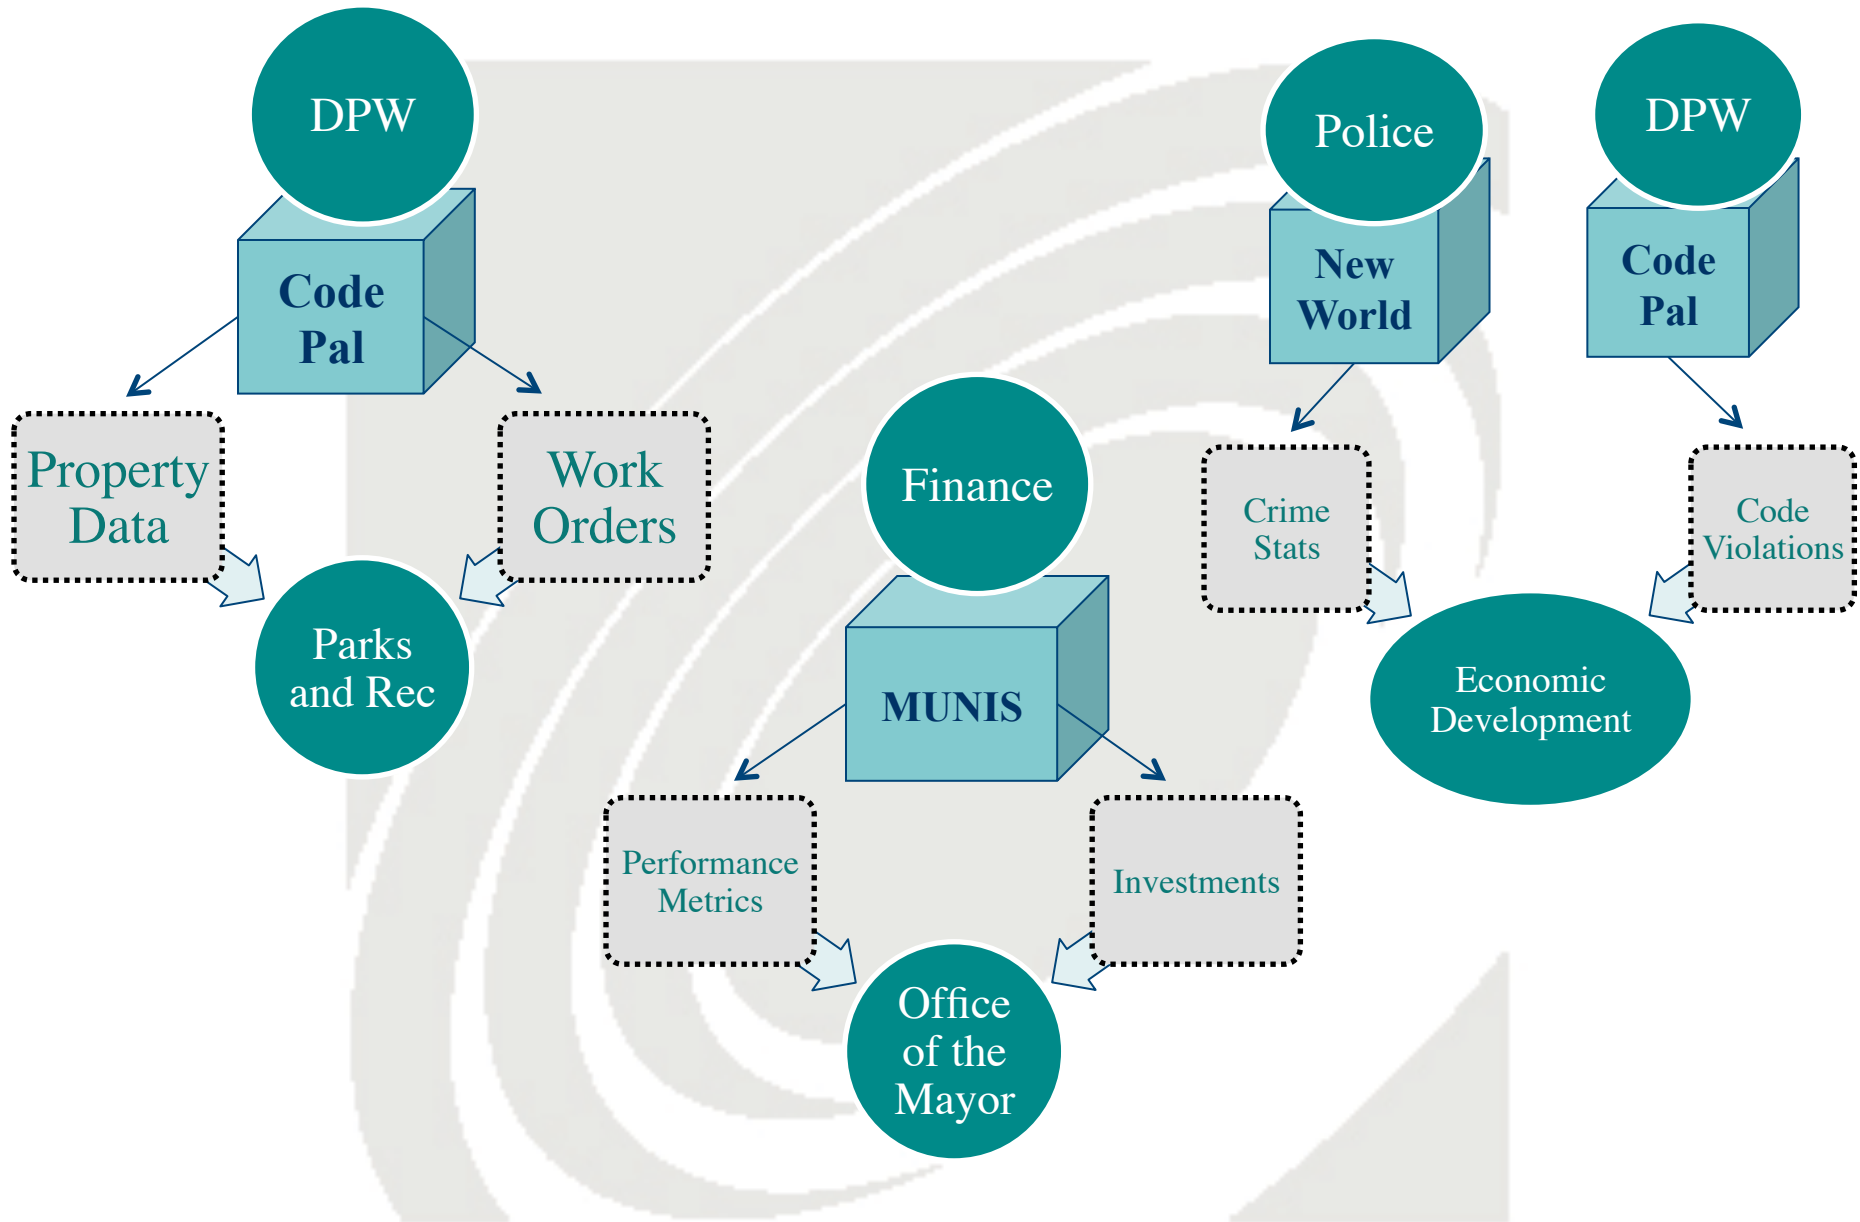 DPW
Code
Pal
Property
Data
Work
Orders
Parks
and Rec
Finance
MUNIS
Performance
Metrics
Investments
Office
of the
Mayor
Police
New
World
DPW
Code
Pal
Crime
Stats
Code
Violations
Economic
Development